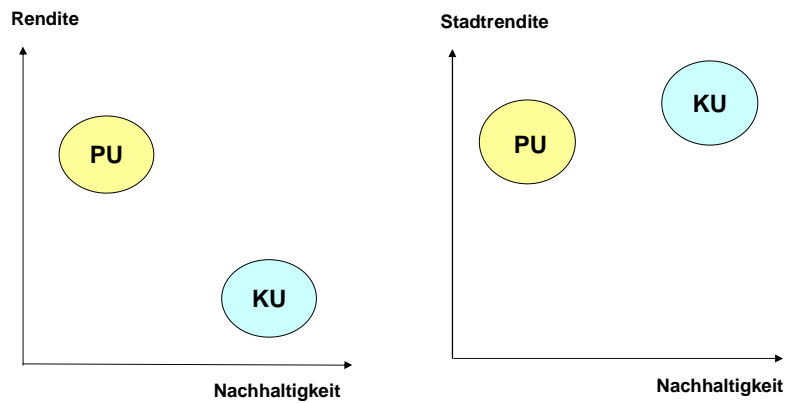 Rendite
PU
KU
Nachhaltigkeit
Stadtrendite
KU
PU
Nachhaltigkeit